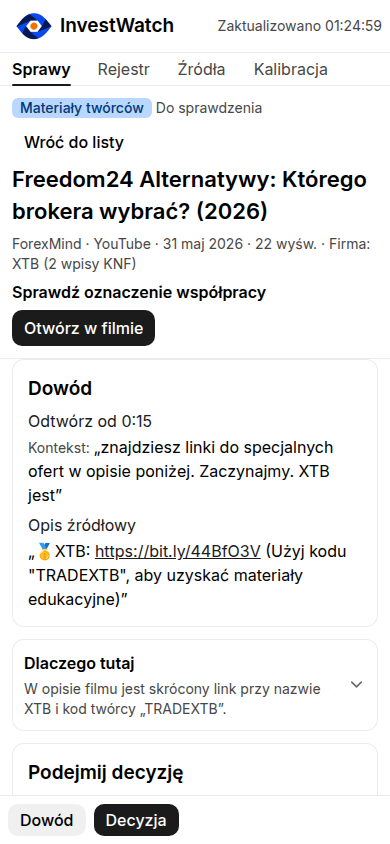 InvestWatch
Zaktualizowano 01:24:59
Sprawy Rejestr Źródła Kalibracja
Materiały twórców Do sprawdzenia
Wróć do listy
Freedom24 Alternatywy: Którego
brokera wybrać? (2026)
ForexMind · YouTube · 31 maj 2026 · 22 wyśw. · Firma:
XTB (2 wpisy KNF)
Sprawdź oznaczenie współpracy
Otwórz w filmie
Dowód
Odtwórz od 0:15
Kontekst: „znajdziesz linki do specjalnych
ofert w opisie poniżej. Zaczynajmy. XTB
jest”
Opis źródłowy
„🥇XTB: https://bit.ly/44BfO3V (Użyj kodu
"TRADEXTB", aby uzyskać materiały
edukacyjne)”
Dlaczego tutaj
W opisie filmu jest skrócony link przy nazwie
XTB i kod twórcy „TRADEXTB”.
Podejmij decyzję
Dowód Decyzja